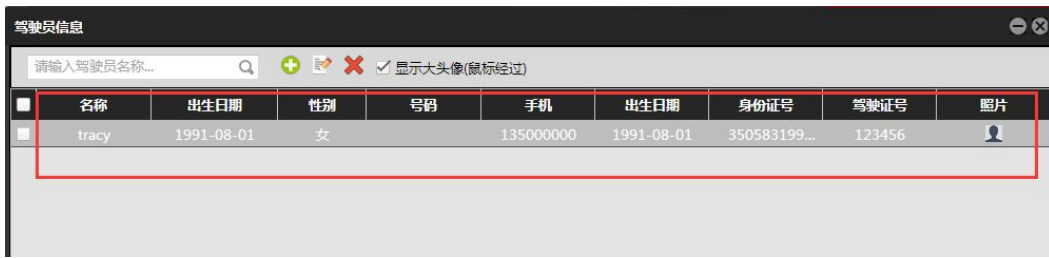 驾驶员信息
请输入驾驶员名称... 显示大头像(鼠标经过)
名称 出生日期 性别 号码 手机 出生日期 身份证号 驾驶证号 照片
tracy 1991-08-01 女 135000000 1991-08-01 350583199... 123456